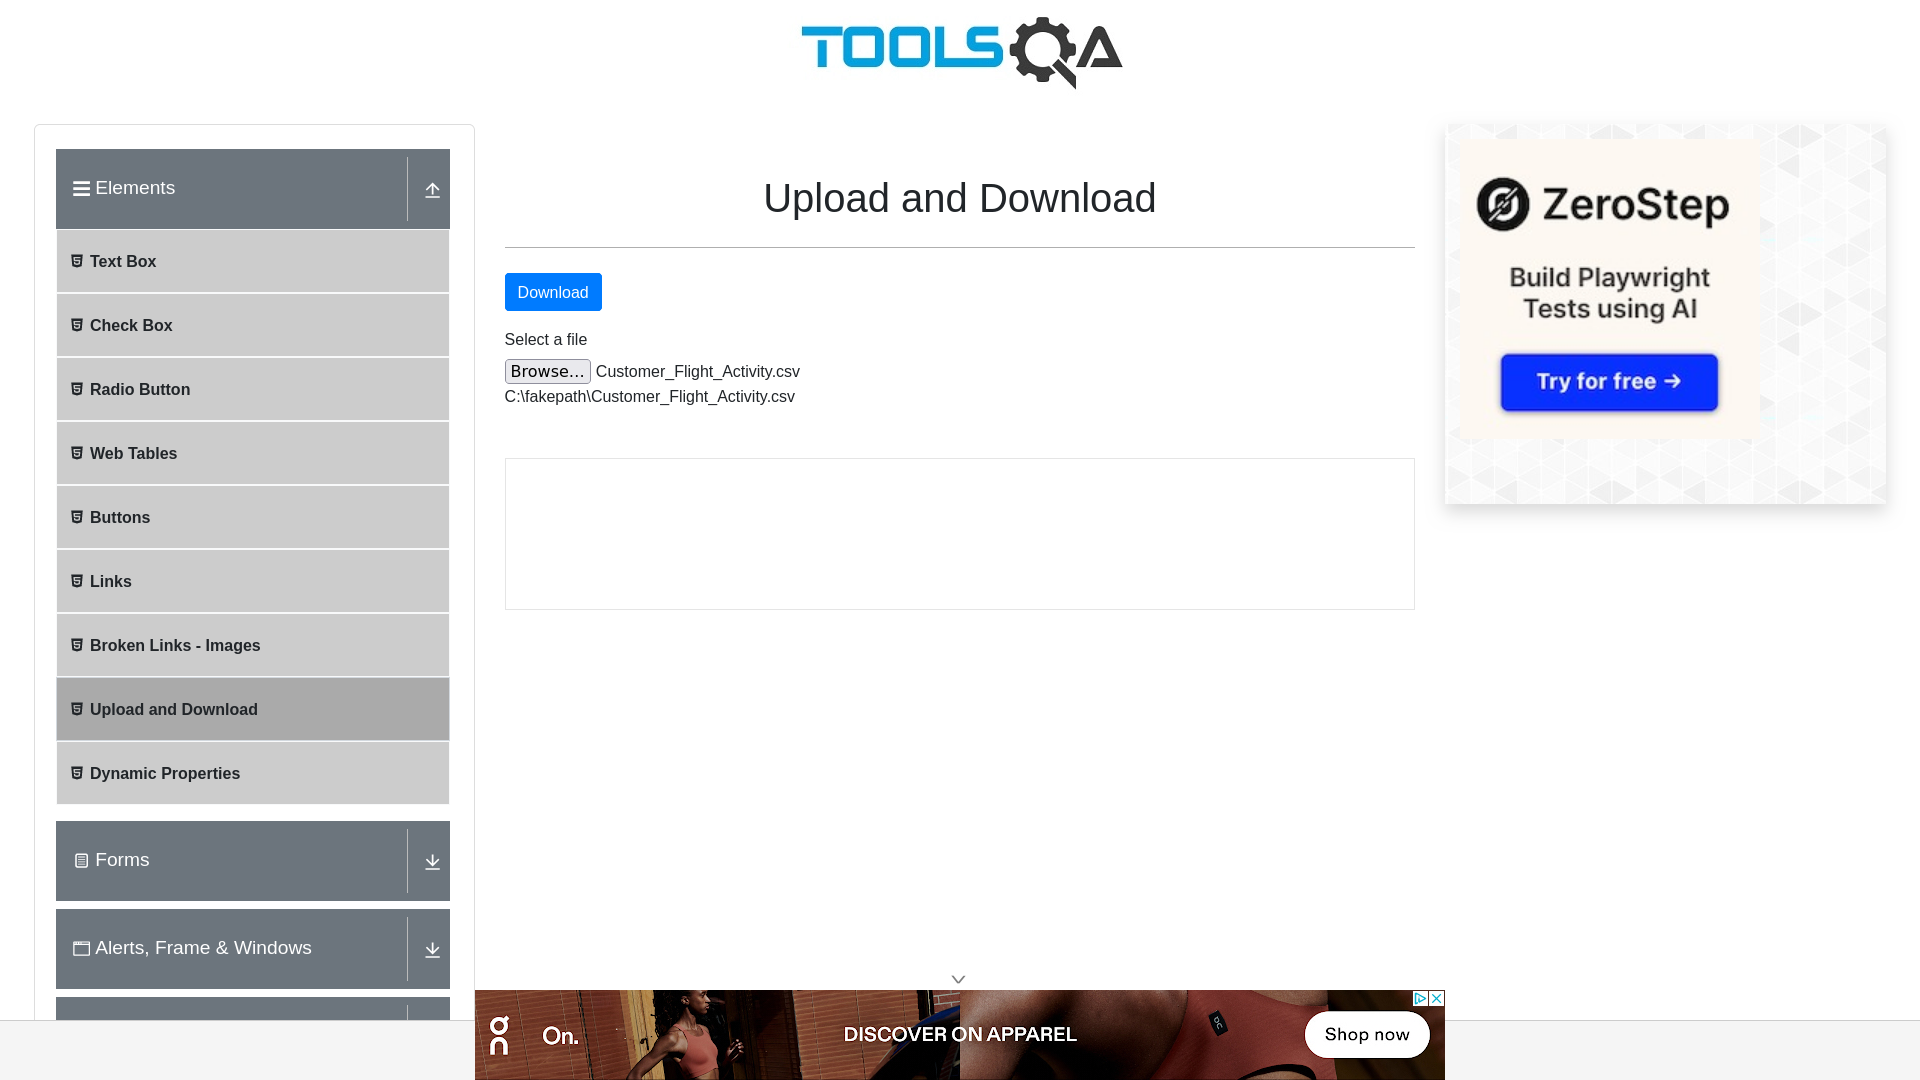 TOOLSQA
Elements
Text Box
Check Box
Radio Button
Web Tables
Buttons
Links
Broken Links - Images
Upload and Download
Dynamic Properties
Forms
Alerts, Frame & Windows
Upload and Download
Download
Select a file
Browse... Customer_Flight_Activity.csv
C:\fakepath\Customer_Flight_Activity.csv
ZeroStep
Build Playwright
Tests using AI
Try for free →
On
On.
DISCOVER ON APPAREL
Shop now